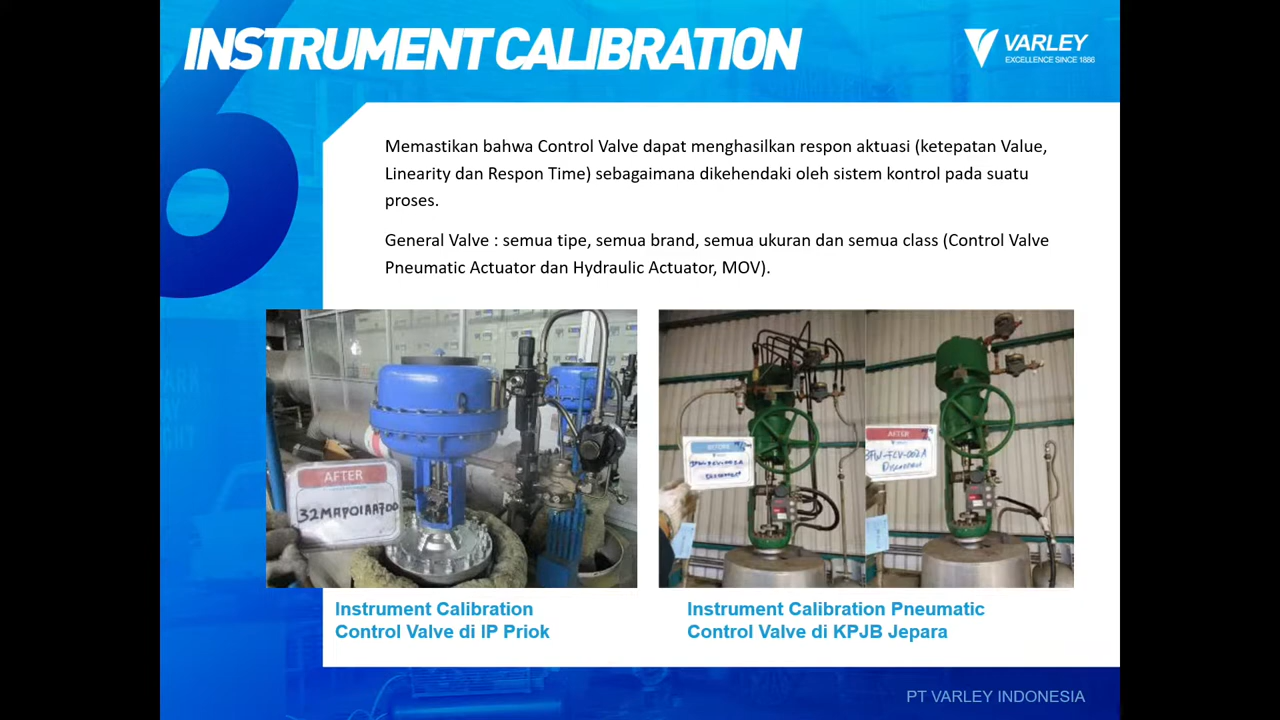 INSTRUMENT CALIBRATION
VARLEY
EXCELLENCE SINCE 1886
6
Memastikan bahwa Control Valve dapat menghasilkan respon aktuasi (ketepatan Value,
Linearity dan Respon Time) sebagaimana dikehendaki oleh sistem kontrol pada suatu
proses.
General Valve : semua tipe, semua brand, semua ukuran dan semua class (Control Valve
Pneumatic Actuator dan Hydraulic Actuator, MOV).
AFTER
32MAP01AA700
BEFORE
AFTER
Instrument Calibration
Control Valve di IP Priok
Instrument Calibration Pneumatic
Control Valve di KPJB Jepara
PT VARLEY INDONESIA